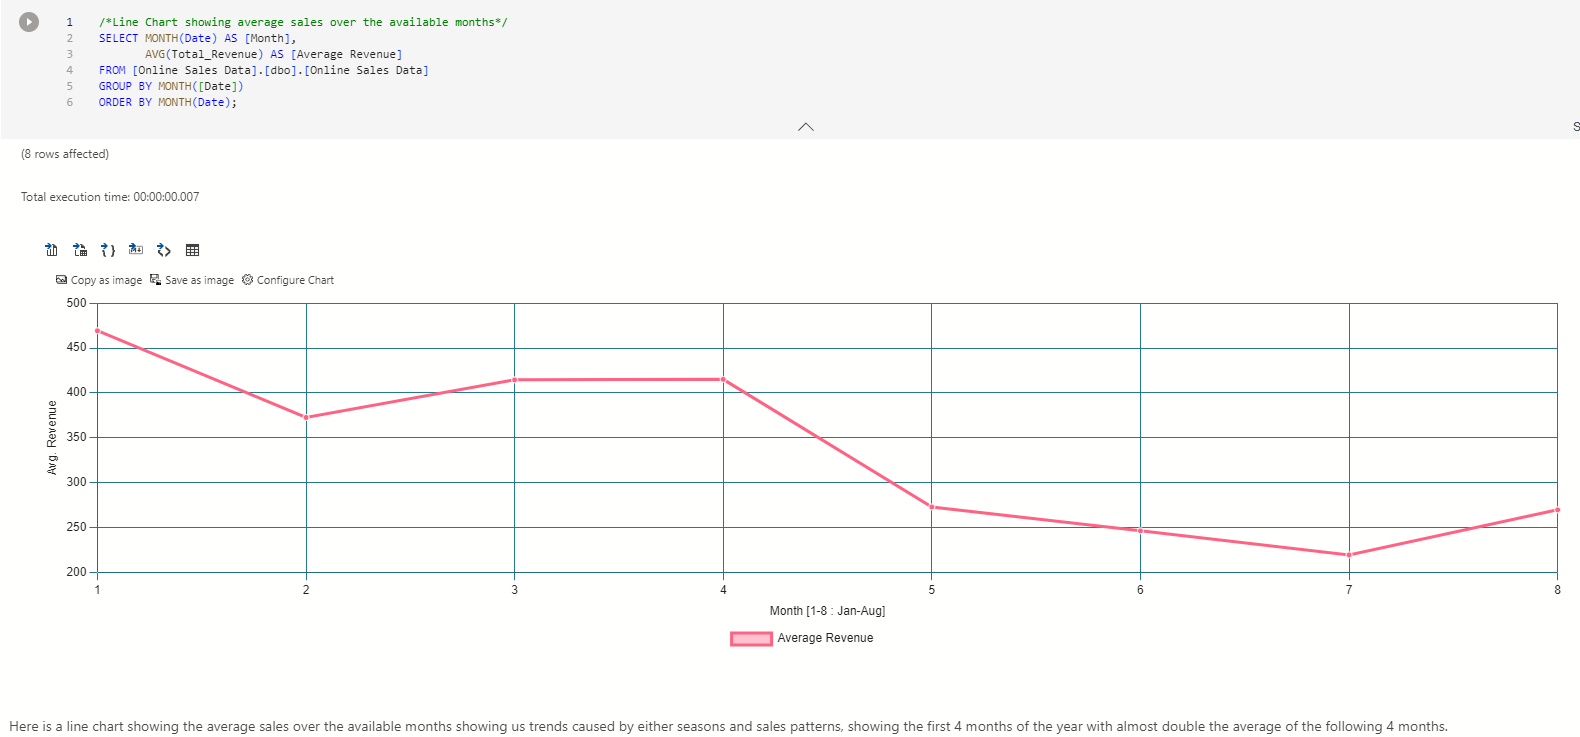 1 /*Line Chart showing average sales over the available months*/
2 SELECT MONTH(Date) AS [Month],
3 AVG(Total_Revenue) AS [Average Revenue]
4 FROM [Online Sales Data].[dbo].[Online Sales Data]
5 GROUP BY MONTH([Date])
6 ORDER BY MONTH(Date);
S
(8 rows affected)
Total execution time: 00:00:00.007
Copy as image Save as image Configure Chart
500
450
400
350
300
250
200
Avg. Revenue
1 2 3 4 5 6 7 8
Month [1-8 : Jan-Aug]
Average Revenue
Here is a line chart showing the average sales over the available months showing us trends caused by either seasons and sales patterns, showing the first 4 months of the year with almost double the average of the following 4 months.